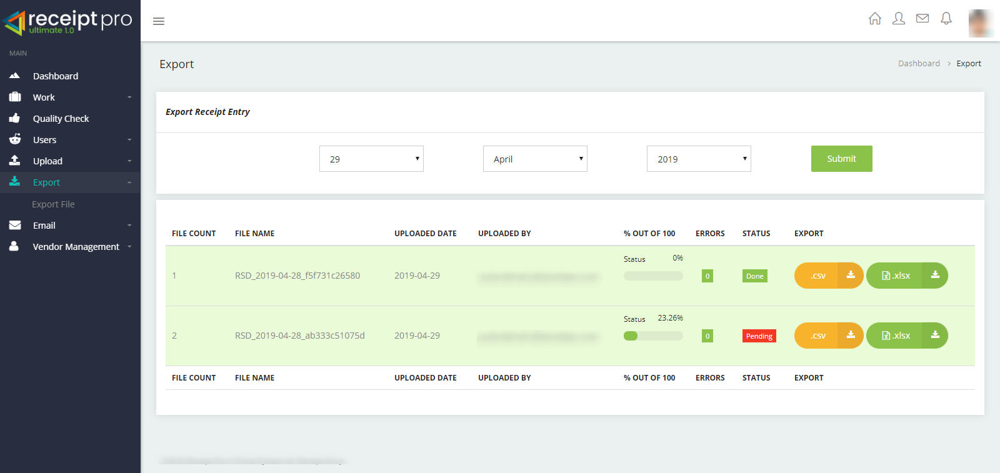 receipt pro
ultimate 1.0
MAIN
Dashboard
Work
Quality Check
Users
Upload
Export
Export File
Email
Vendor Management
Export
Dashboard > Export
Export Receipt Entry
29 April 2019 Submit
FILE COUNT FILE NAME UPLOADED DATE UPLOADED BY % OUT OF 100 ERRORS STATUS EXPORT
Status 0%
1 RSD_2019-04-28_f5f731c26580 2019-04-29 0 Done .csv .xlsx
Status 23.26%
2 RSD_2019-04-28_ab333c51075d 2019-04-29 0 Pending .csv .xlsx
FILE COUNT FILE NAME UPLOADED DATE UPLOADED BY % OUT OF 100 ERRORS STATUS EXPORT